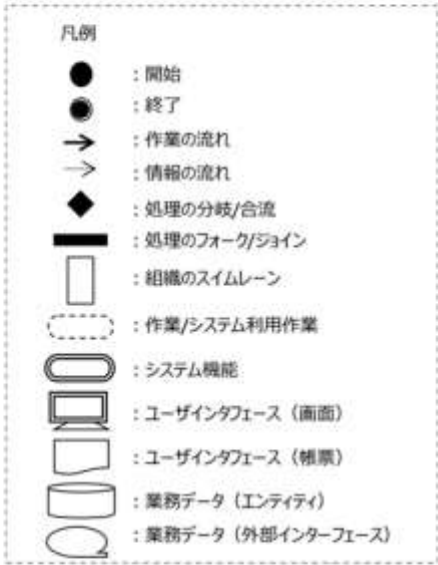 凡例
：開始
：終了
：作業の流れ
：情報の流れ
：処理の分岐/合流
：処理のフォーク/ジョイン
：組織のスイムレーン
：作業/システム利用作業
：システム機能
：ユーザインタフェース（画面）
：ユーザインタフェース（帳票）
：業務データ（エンティティ）
：業務データ（外部インターフェース）